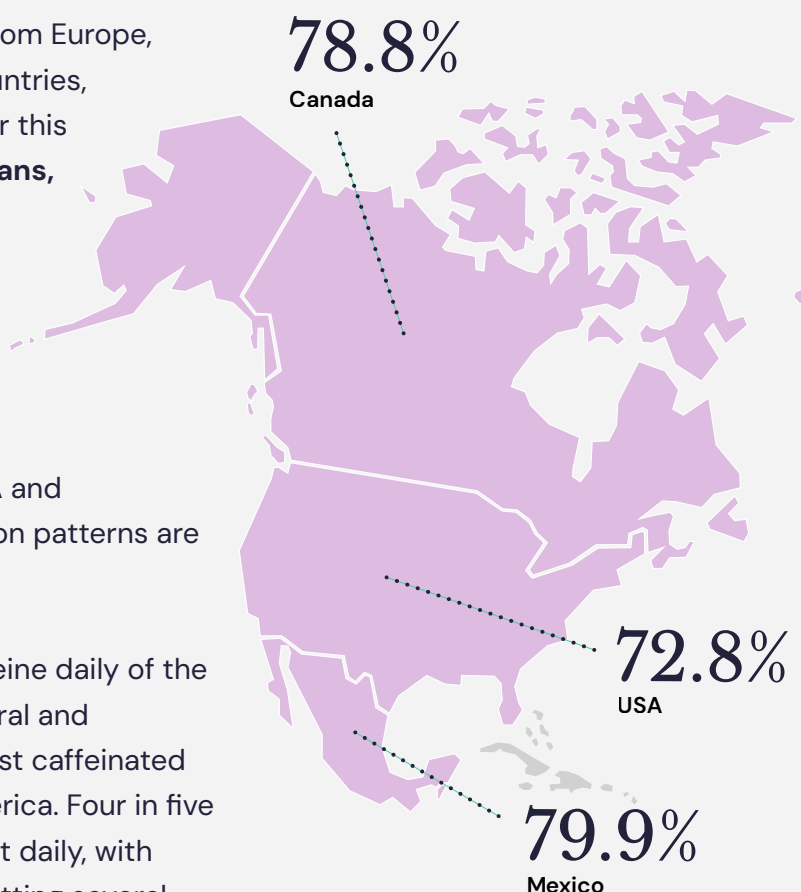 78.8%
Canada
om Europe,
untries,
r this
ans,
and
on patterns are
72.8%
USA
eine daily of the
ral and
st caffeinated
erica. Four in five
t daily, with
79.9%
Mexico